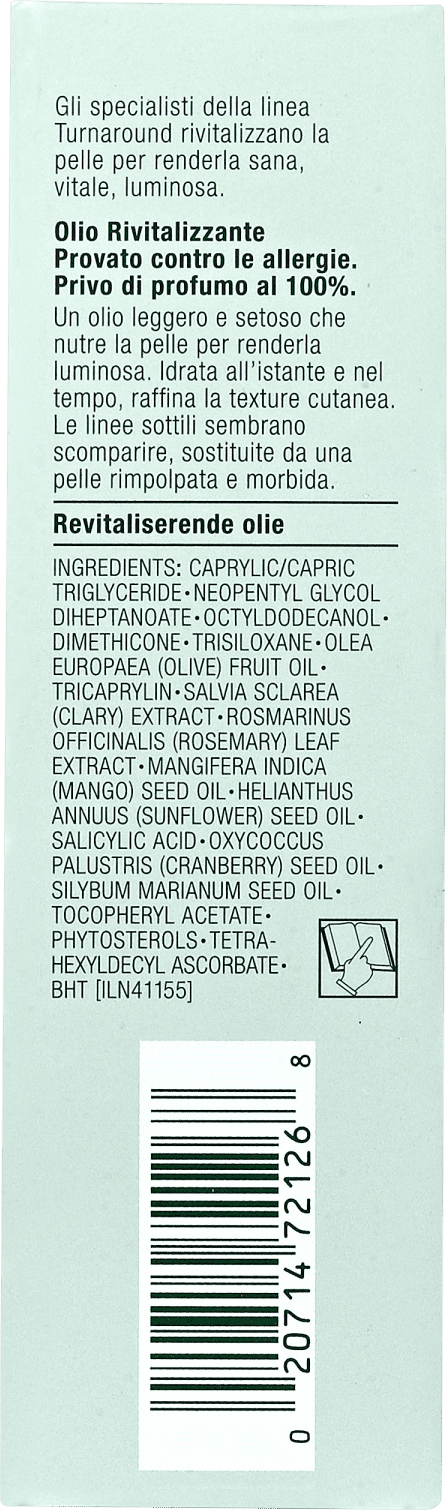 Gli specialisti della linea
Turnaround rivitalizzano la
pelle per renderla sana,
vitale, luminosa.
Olio Rivitalizzante
Provato contro le allergie.
Privo di profumo al 100%.
Un olio leggero e setoso che
nutre la pelle per renderla
luminosa. Idrata all'istante e nel
tempo, raffina la texture cutanea.
Le linee sottili sembrano
scomparire, sostituite da una
pelle rimpolpata e morbida.
Revitaliserende olie
INGREDIENTS: CAPRYLIC/CAPRIC
TRIGLYCERIDE•NEOPENTYL GLYCOL
DIHEPTANOATE•OCTYLDODECANOL•
DIMETHICONE•TRISILOXANE•OLEA
EUROPAEA (OLIVE) FRUIT OIL•
TRICAPRYLIN•SALVIA SCLAREA
(CLARY) EXTRACT•ROSMARINUS
OFFICINALIS (ROSEMARY) LEAF
EXTRACT•MANGIFERA INDICA
(MANGO) SEED OIL•HELIANTHUS
ANNUUS (SUNFLOWER) SEED OIL•
SALICYLIC ACID•OXYCOCCUS
PALUSTRIS (CRANBERRY) SEED OIL•
SILYBUM MARIANUM SEED OIL•
TOCOPHERYL ACETATE•
PHYTOSTEROLS•TETRA-
HEXYLDECYL ASCORBATE•
BHT [ILN41155]
0 20714 72126 8